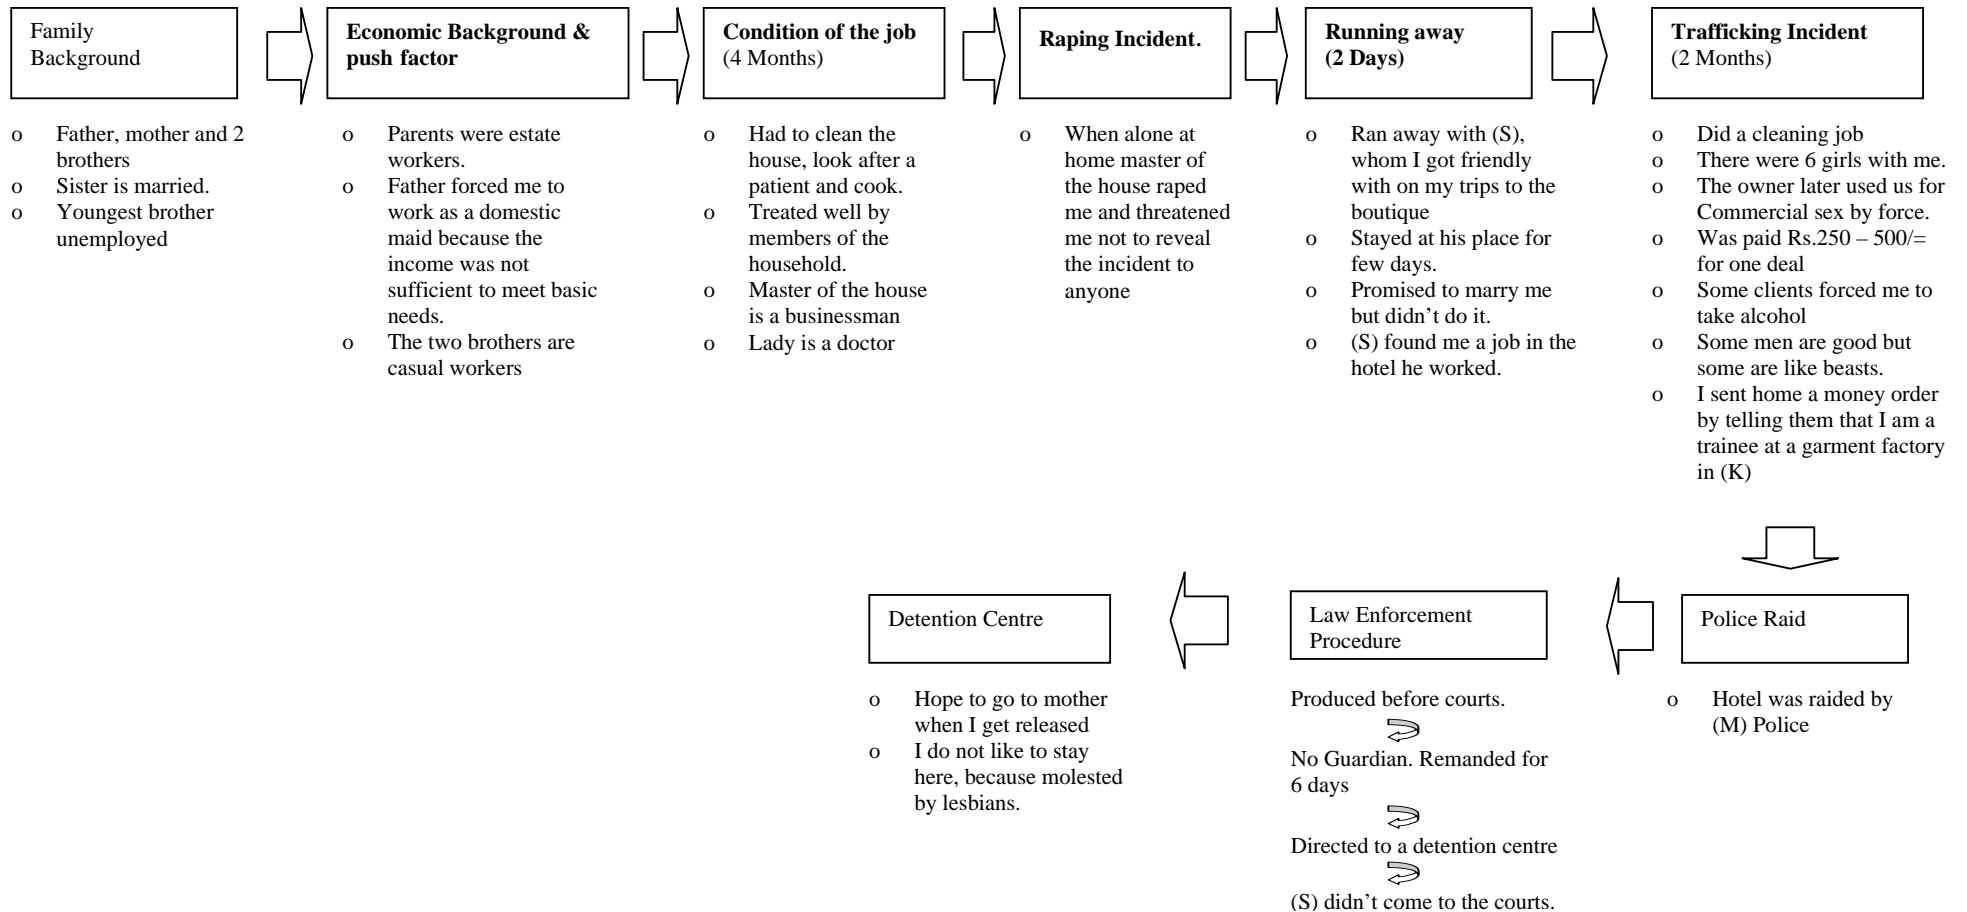 Family
Background
Economic Background &
push factor
Condition of the job
(4 Months)
Raping Incident.
Running away
(2 Days)
Trafficking Incident
(2 Months)
o Father, mother and 2
brothers
o Sister is married.
o Youngest brother
unemployed
o Parents were estate
workers.
o Father forced me to
work as a domestic
maid because the
income was not
sufficient to meet basic
needs.
o The two brothers are
casual workers
o Had to clean the
house, look after a
patient and cook.
o Treated well by
members of the
household.
o Master of the house
is a businessman
o Lady is a doctor
o When alone at
home master of
the house raped
me and threatened
me not to reveal
the incident to
anyone
o Ran away with (S),
whom I got friendly
with on my trips to the
boutique
o Stayed at his place for
few days.
o Promised to marry me
but didn’t do it.
o (S) found me a job in the
hotel he worked.
o Did a cleaning job
o There were 6 girls with me.
o The owner later used us for
Commercial sex by force.
o Was paid Rs.250 – 500/=
for one deal
o Some clients forced me to
take alcohol
o Some men are good but
some are like beasts.
o I sent home a money order
by telling them that I am a
trainee at a garment factory
in (K)
Police Raid
o Hotel was raided by
(M) Police
Law Enforcement
Procedure
Produced before courts.
No Guardian. Remanded for
6 days
Directed to a detention centre
(S) didn’t come to the courts.
Detention Centre
o Hope to go to mother
when I get released
o I do not like to stay
here, because molested
by lesbians.